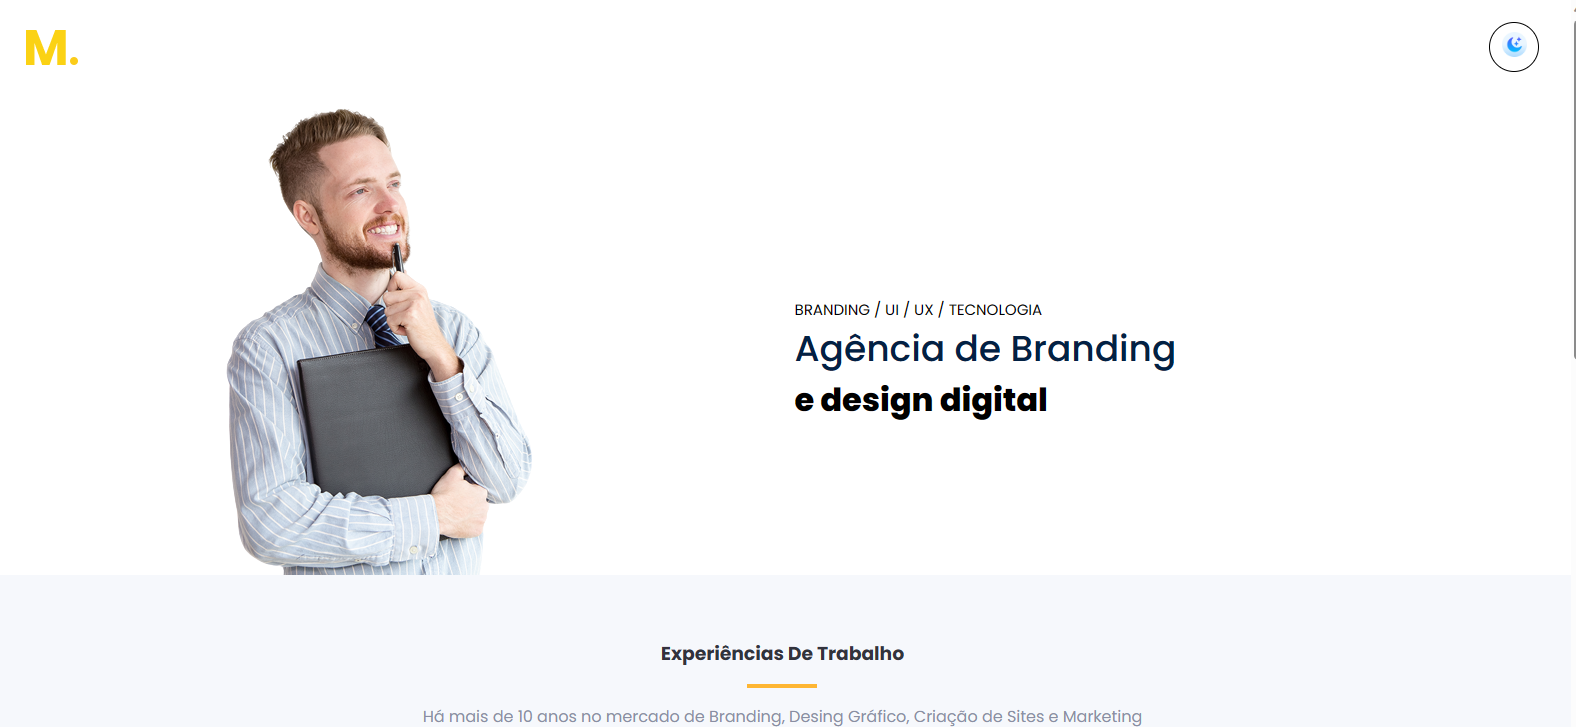 M.
BRANDING / UI / UX / TECNOLOGIA
Agência de Branding
e design digital
Experiências De Trabalho
Há mais de 10 anos no mercado de Branding, Desing Gráfico, Criação de Sites e Marketing